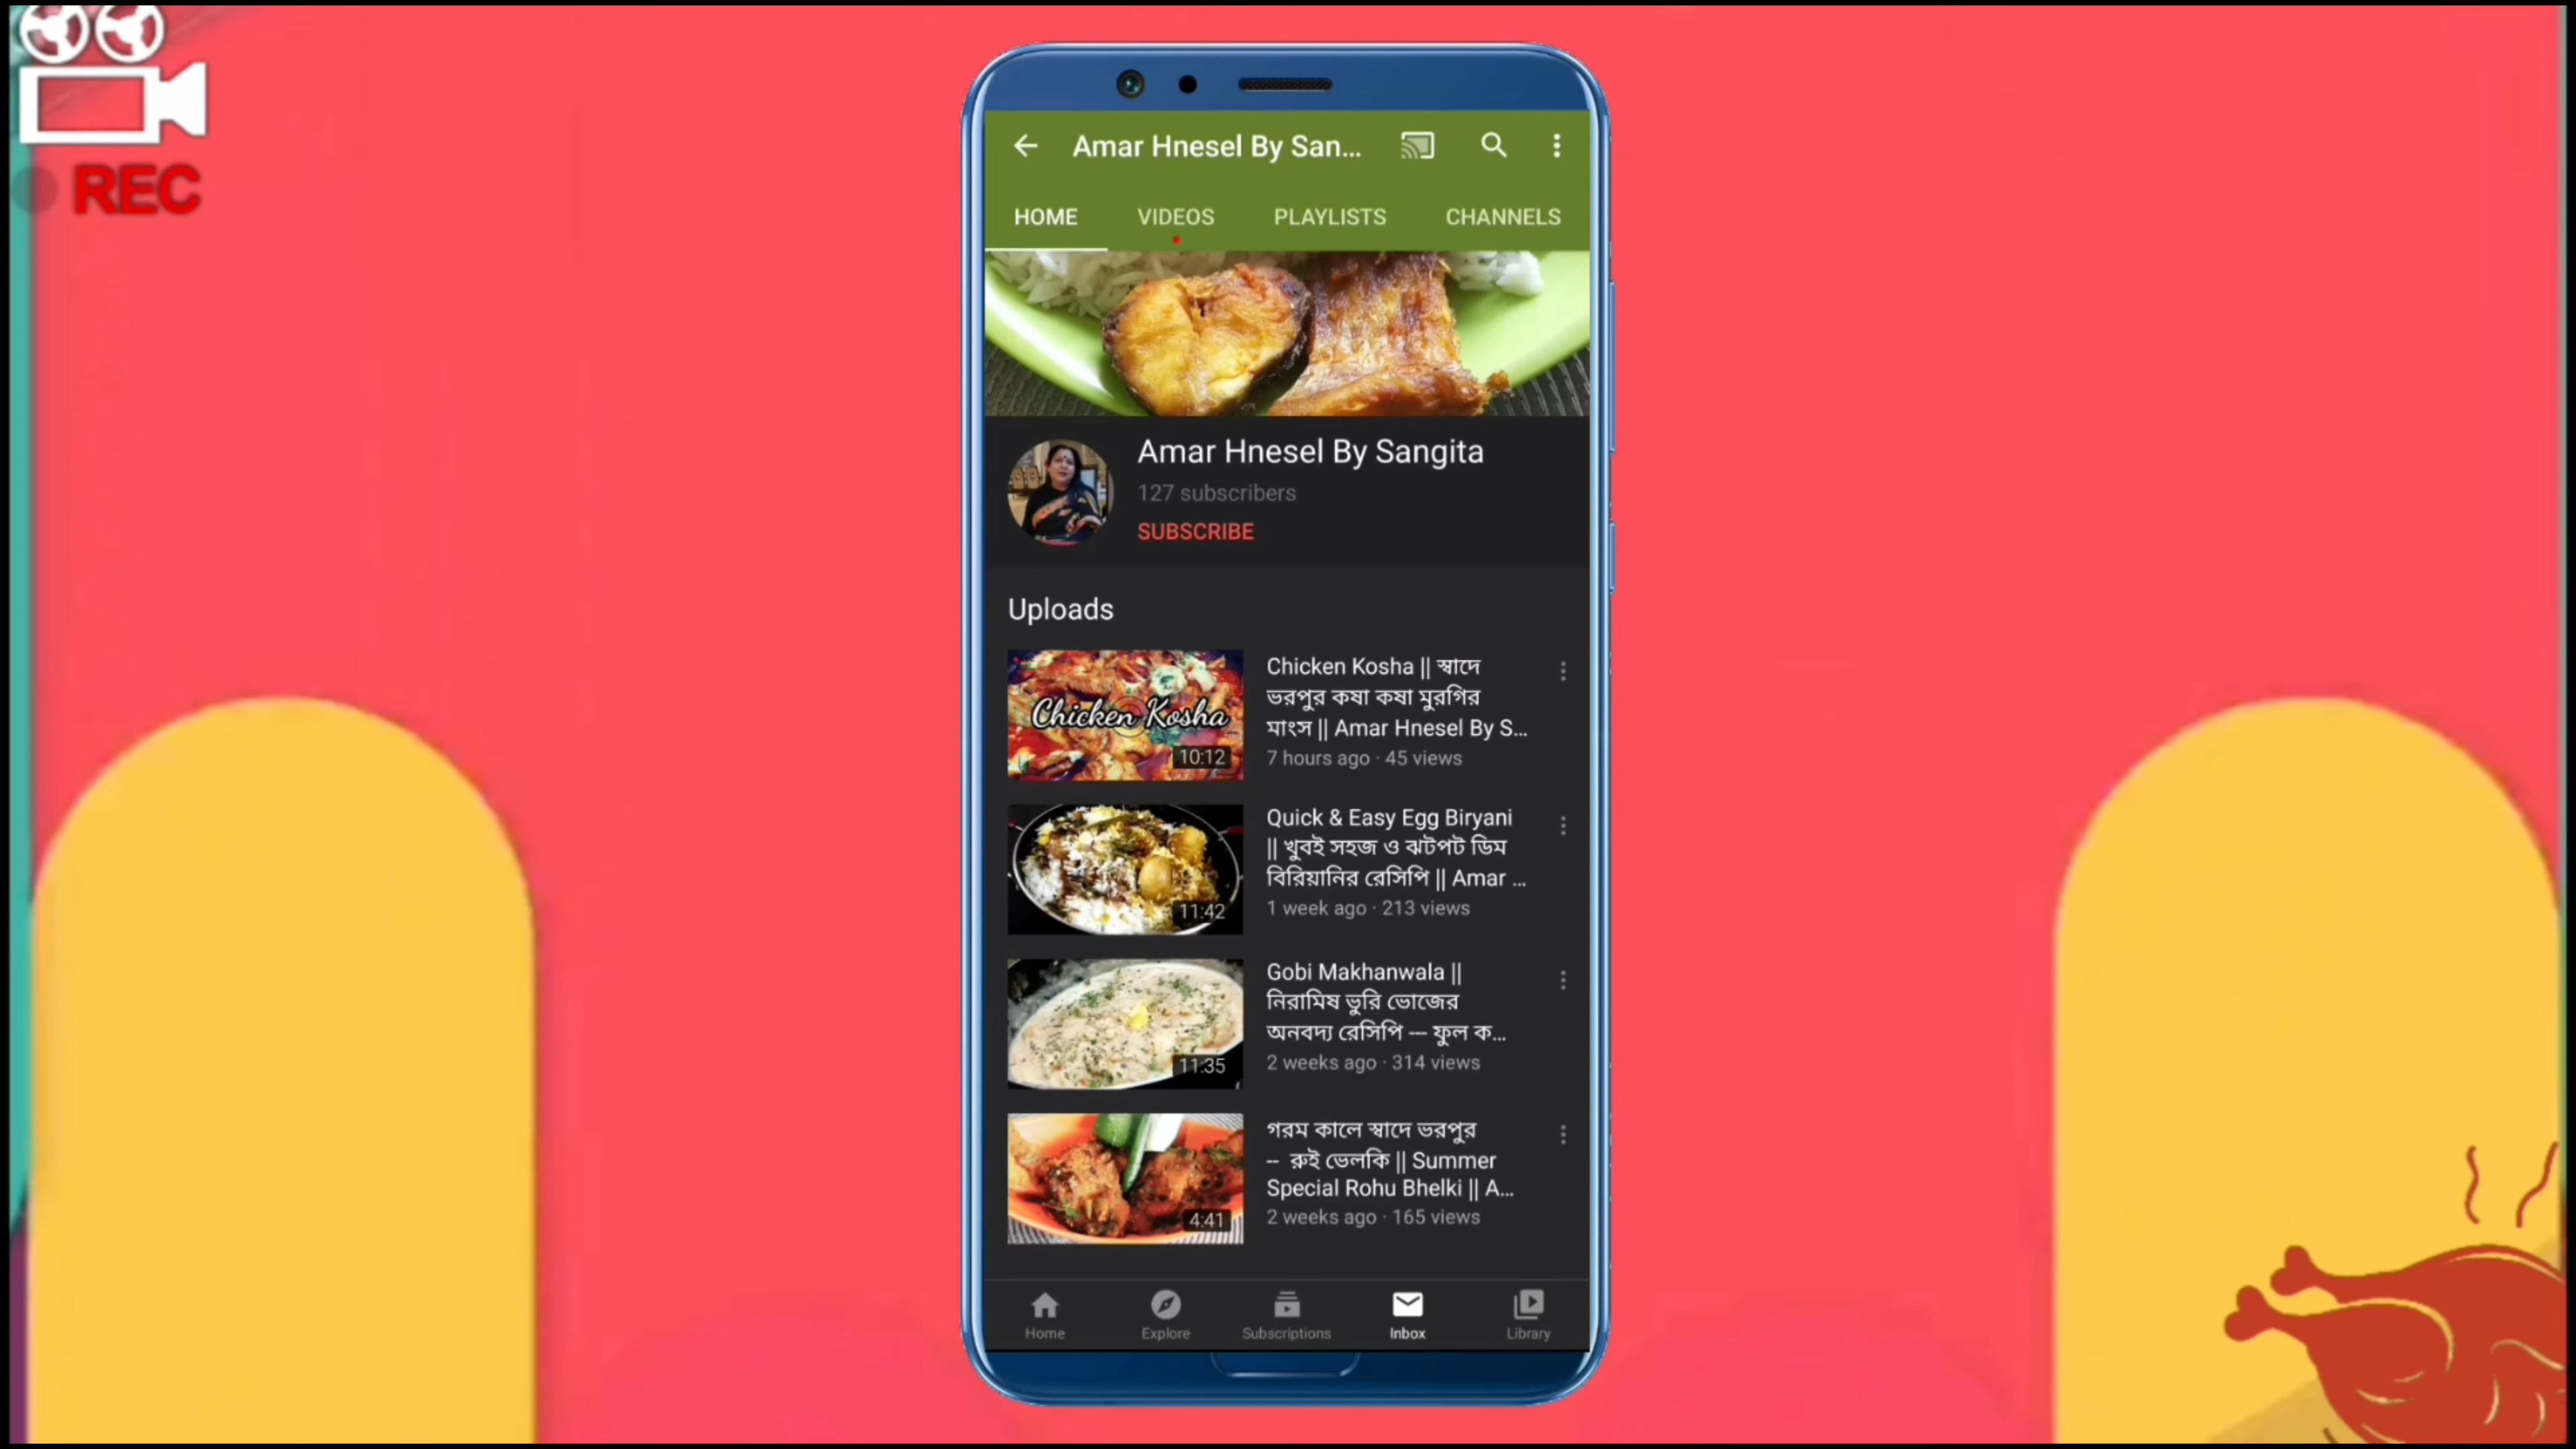 REC
Amar Hnesel By San...
HOME VIDEOS PLAYLISTS CHANNELS
Amar Hnesel By Sangita
127 subscribers
SUBSCRIBE
Uploads
Chicken Kosha
10:12
Chicken Kosha || স্বাদে
ভরপুর কষা কষা মুরগির
মাংস || Amar Hnesel By S...
7 hours ago · 45 views
11:42
Quick & Easy Egg Biryani
|| খুবই সহজ ও ঝটপট ডিম
বিরিয়ানির রেসিপি || Amar ...
1 week ago · 213 views
11:35
Gobi Makhanwala ||
নিরামিষ ভুরি ভোজের
অনবদ্য রেসিপি --- ফুল ক...
2 weeks ago · 314 views
4:41
গরম কালে স্বাদে ভরপুর
-- রুই ভেলকি || Summer
Special Rohu Bhelki || A...
2 weeks ago · 165 views
Home Explore Subscriptions Inbox Library